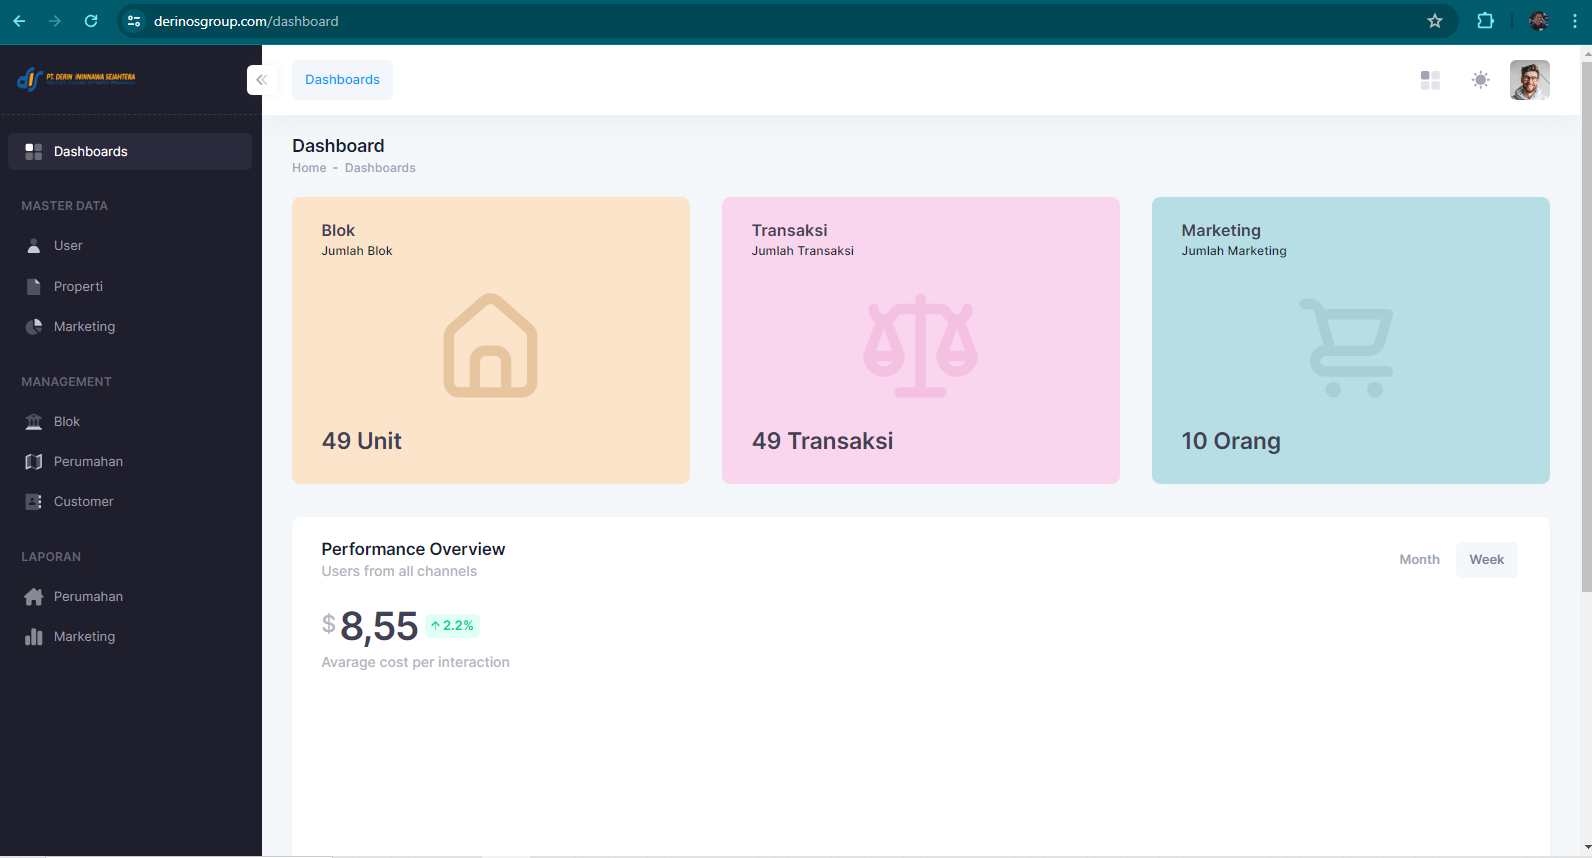 derinosgroup.com/dashboard
PT. DERIN ININNAWA SEJAHTERA
Dashboards
Dashboards
MASTER DATA
User
Properti
Marketing
MANAGEMENT
Blok
Perumahan
Customer
LAPORAN
Perumahan
Marketing
Dashboard
Home - Dashboards
Blok
Jumlah Blok
49 Unit
Transaksi
Jumlah Transaksi
49 Transaksi
Marketing
Jumlah Marketing
10 Orang
Performance Overview
Users from all channels
Month Week
$ 8,55 2.2%
Avarage cost per interaction